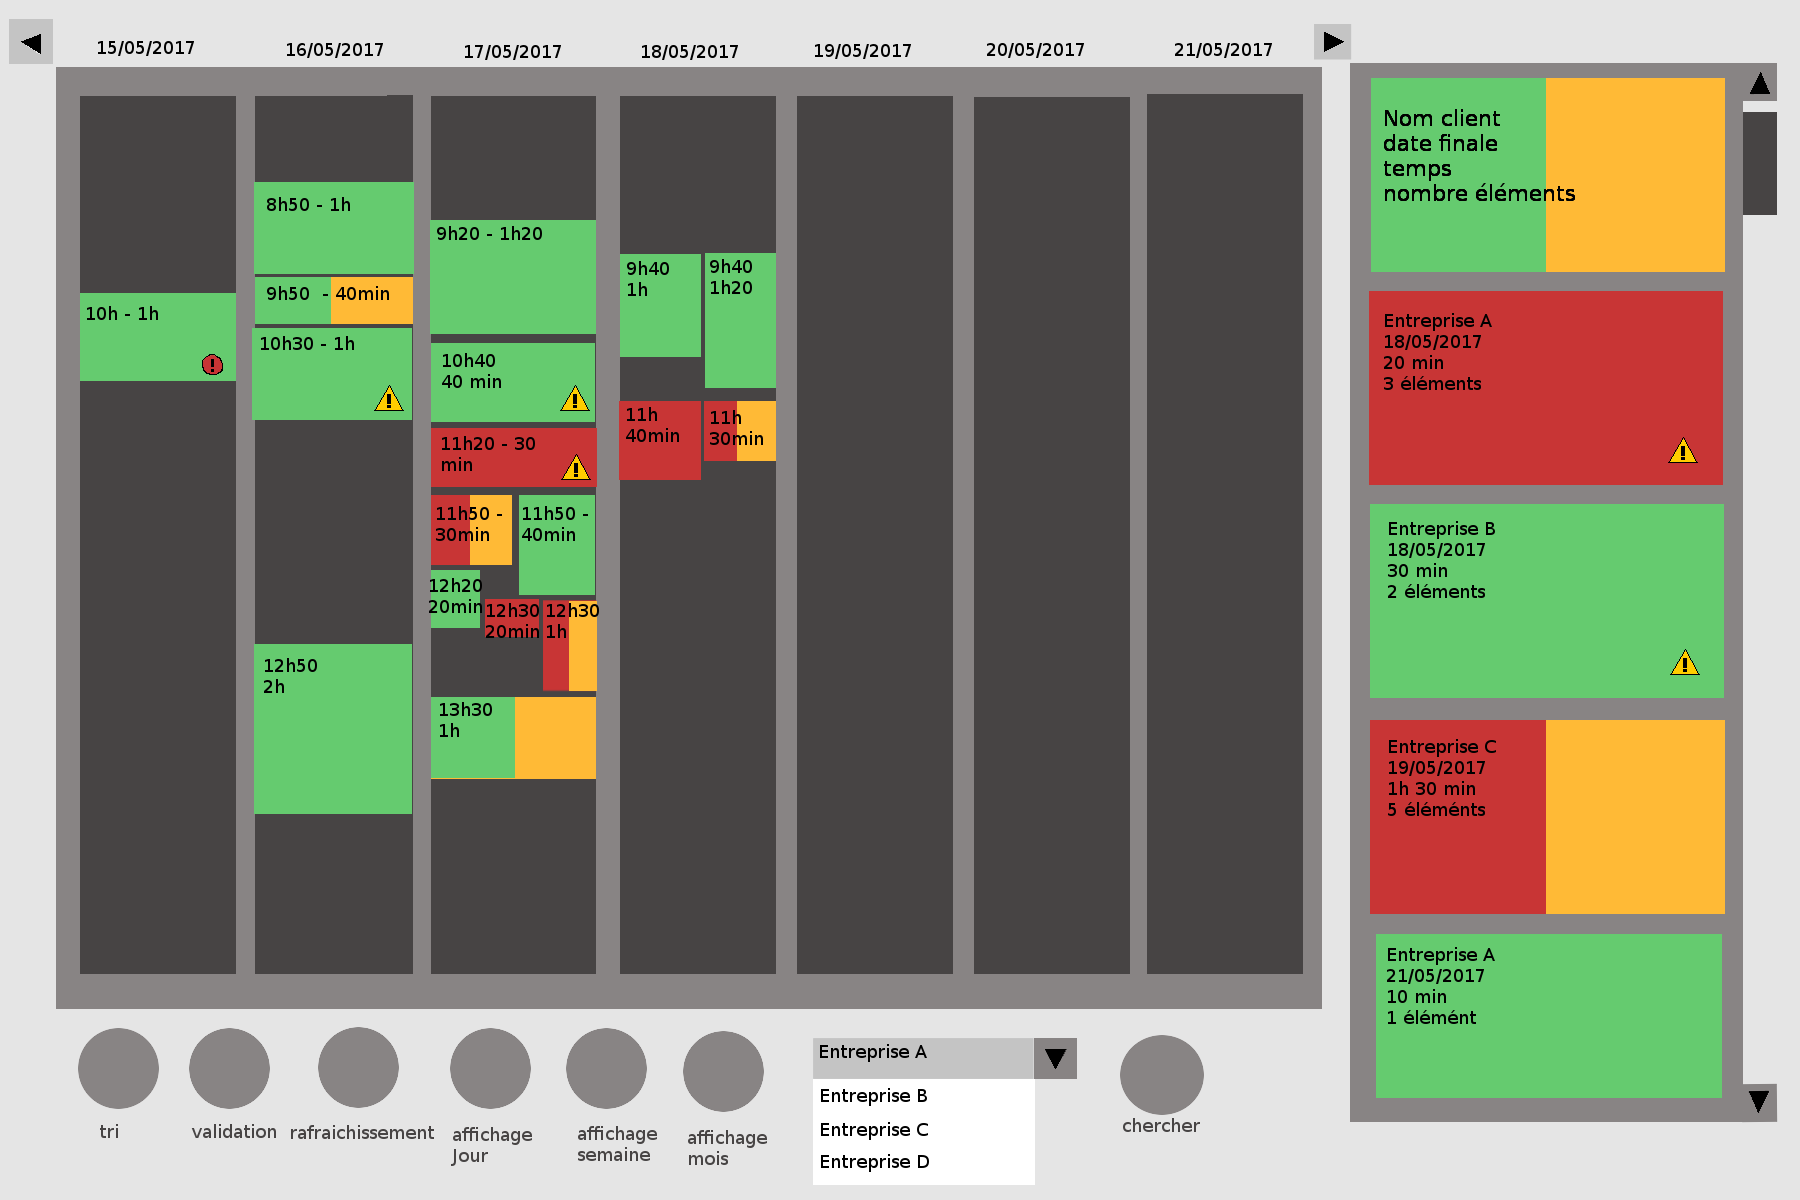 15/05/2017
16/05/2017
17/05/2017
18/05/2017
19/05/2017
20/05/2017
21/05/2017
10h - 1h
8h50 - 1h
9h50 - 40min
10h30 - 1h
12h50
2h
9h20 - 1h20
10h40
40 min
11h20 - 30
min
11h50 -
30min
11h50 -
40min
12h20
20min
12h30
20min
12h30
1h
13h30
1h
9h40
1h
9h40
1h20
11h
40min
11h
30min
Nom client
date finale
temps
nombre éléments
Entreprise A
18/05/2017
20 min
3 éléments
Entreprise B
18/05/2017
30 min
2 éléments
Entreprise C
19/05/2017
1h 30 min
5 éléménts
Entreprise A
21/05/2017
10 min
1 élémént
tri
validation
rafraichissement
affichage
Jour
affichage
semaine
affichage
mois
Entreprise A
Entreprise B
Entreprise C
Entreprise D
chercher